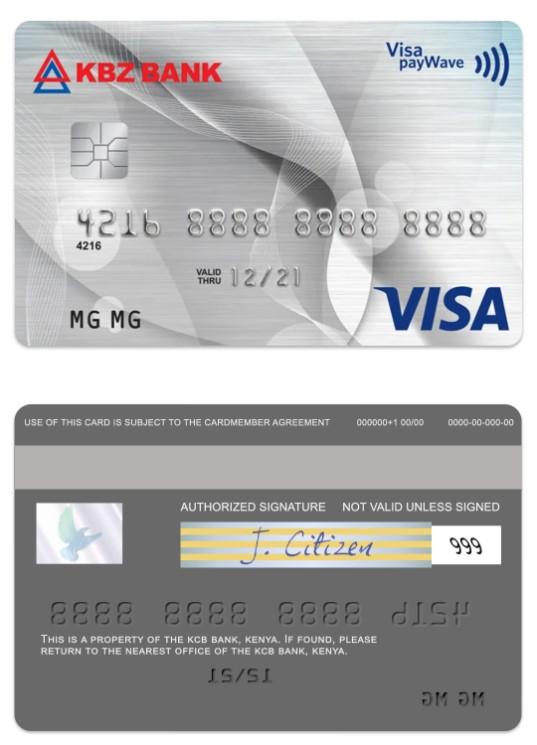 KBZ BANK
Visa
payWave
4216 8888 8888 8888
4216
VALID
THRU 12/21
MG MG
VISA
USE OF THIS CARD IS SUBJECT TO THE CARDMEMBER AGREEMENT 000000+1 00/00 0000-00-000-00
AUTHORIZED SIGNATURE NOT VALID UNLESS SIGNED
J. Citizen 999
4216 8888 8888 8888
THIS IS A PROPERTY OF THE KCB BANK, KENYA. IF FOUND, PLEASE
RETURN TO THE NEAREST OFFICE OF THE KCB BANK, KENYA.
12/21
MG MG